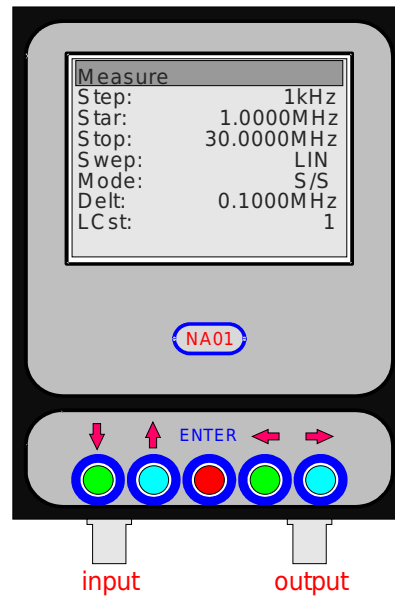 Measure
Step: 1kHz
Star: 1.0000MHz
Stop: 30.0000MHz
Swep: LIN
Mode: S/S
Delt: 0.1000MHz
LCst: 1
NA01
ENTER
input output